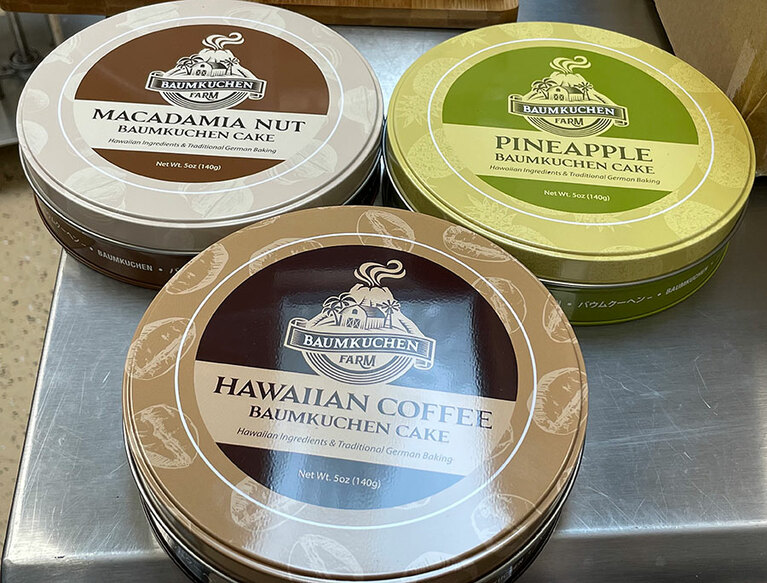 BAUMKUCHEN
FARM
MACADAMIA NUT
BAUMKUCHEN CAKE
Hawaiian Ingredients & Traditional German Baking
Net Wt. 5oz (140g)
BAUMKUCHEN
BAUMKUCHEN
FARM
PINEAPPLE
BAUMKUCHEN CAKE
Hawaiian Ingredients & Traditional German Baking
Net Wt. 5oz (140g)
バウムクーヘン • BAUMKUCHEN
BAUMKUCHEN
FARM
HAWAIIAN COFFEE
BAUMKUCHEN CAKE
Hawaiian Ingredients & Traditional German Baking
Net Wt. 5oz (140g)